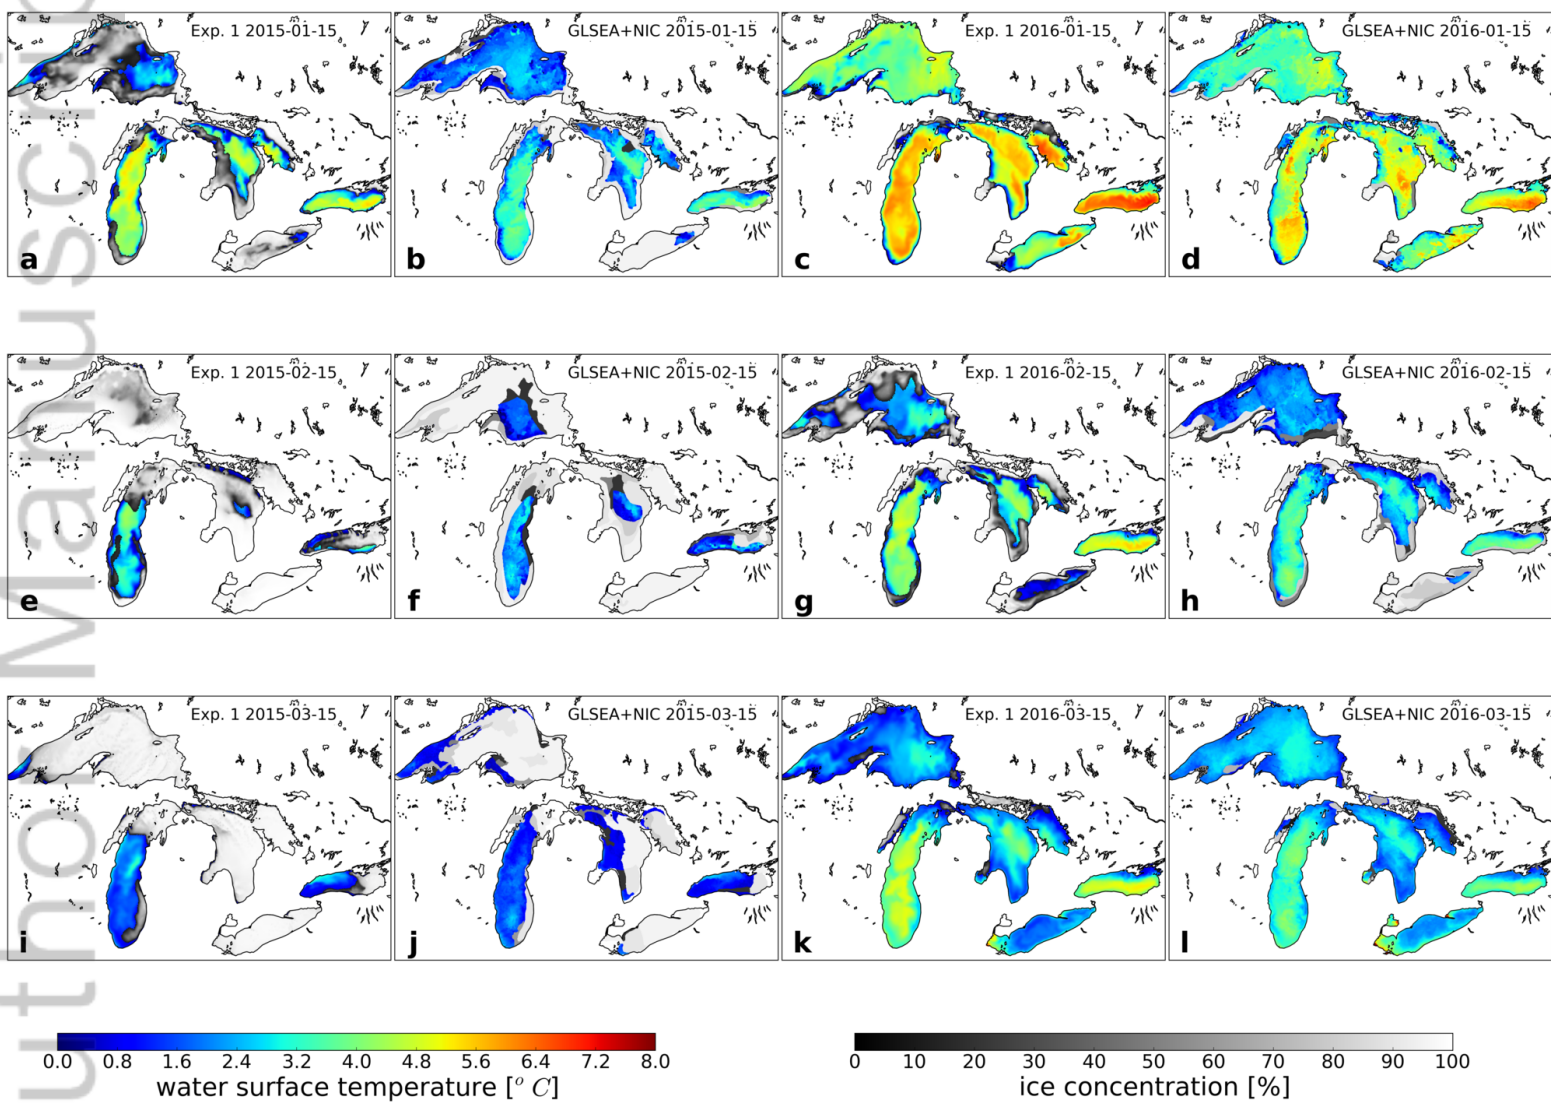 Exp. 1 2015-01-15
GLSEA+NIC 2015-01-15
Exp. 1 2016-01-15
GLSEA+NIC 2016-01-15
a
b
c
d
Exp. 1 2015-02-15
GLSEA+NIC 2015-02-15
Exp. 1 2016-02-15
GLSEA+NIC 2016-02-15
e
f
g
h
Exp. 1 2015-03-15
GLSEA+NIC 2015-03-15
Exp. 1 2016-03-15
GLSEA+NIC 2016-03-15
i
j
k
l
0.0 0.8 1.6 2.4 3.2 4.0 4.8 5.6 6.4 7.2 8.0
water surface temperature [° C]
0 10 20 30 40 50 60 70 80 90 100
ice concentration [%]